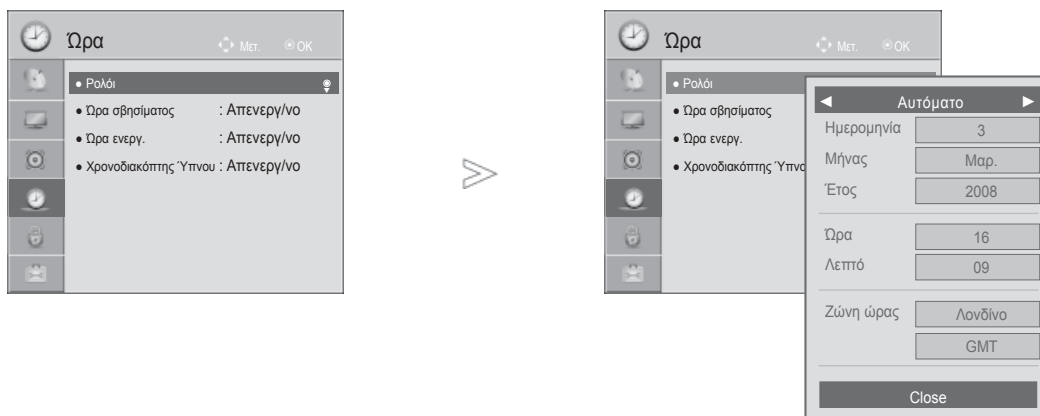 Ώρα Μετ. OK
● Ρολόι
● Ώρα σβησίματος : Απενεργ/νο
● Ώρα ενεργ. : Απενεργ/νο
● Χρονοδιακόπτης Ύπνου : Απενεργ/νο
Ώρα Μετ. OK
● Ρολόι
● Ώρα σβησίματος
● Ώρα ενεργ.
● Χρονοδιακόπτης Ύπνο
◄ Αυτόματο ►
Ημερομηνία 3
Μήνας Μαρ.
Έτος 2008
Ώρα 16
Λεπτό 09
Ζώνη ώρας Λονδίνο
GMT
Close